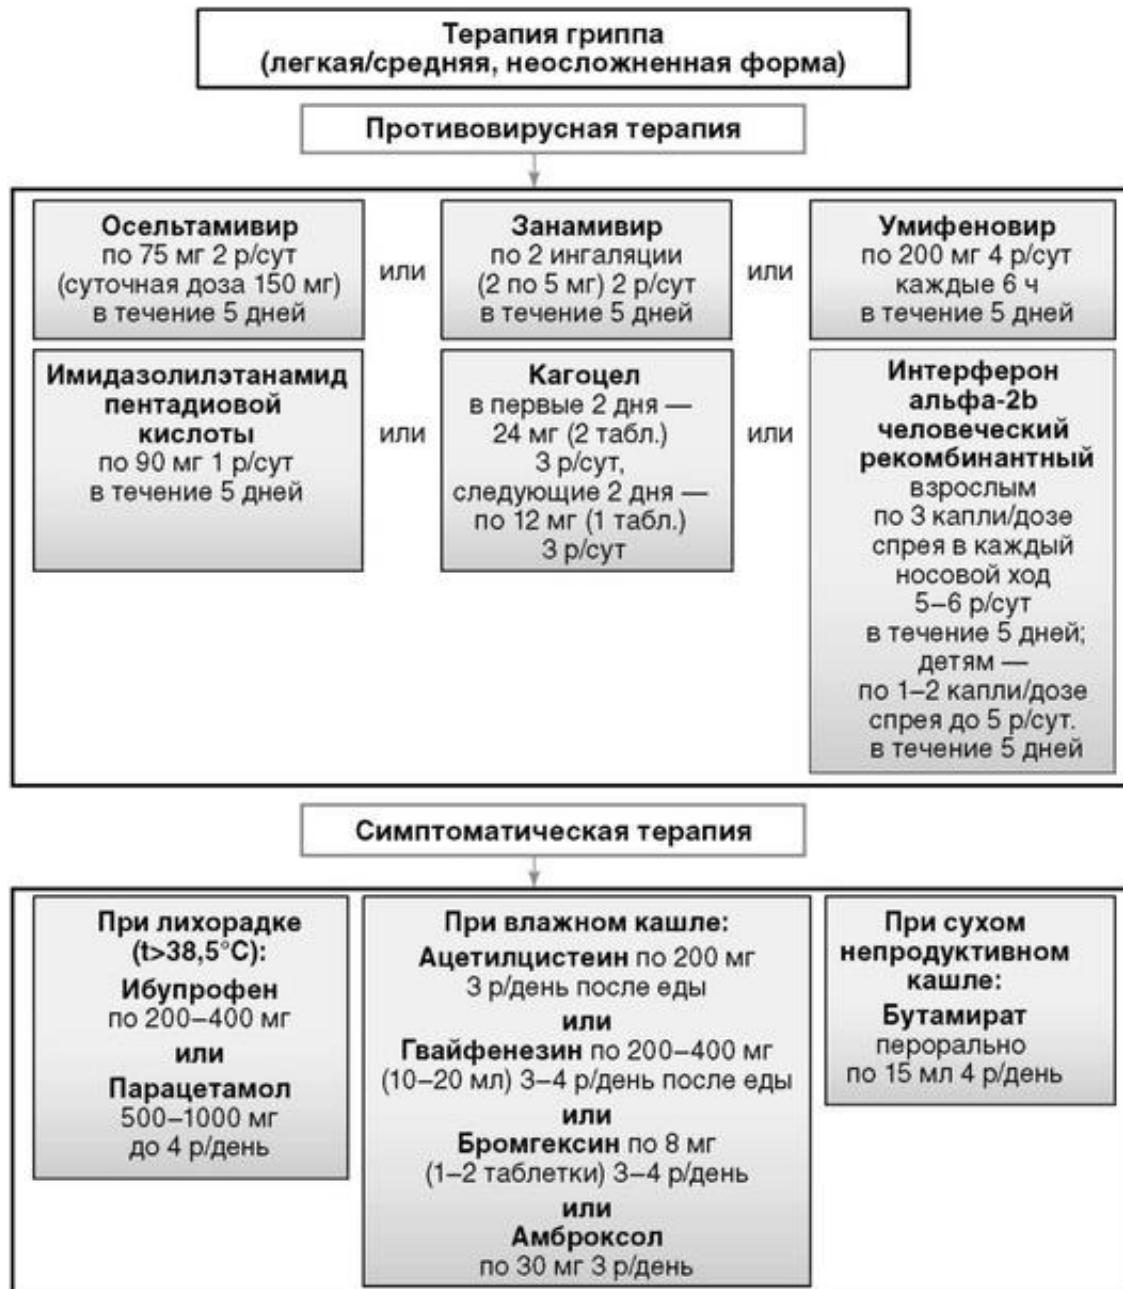 Терапия гриппа
(легкая/средняя, неосложненная форма)
Противовирусная терапия
Осельтамивир
по 75 мг 2 р/сут
(суточная доза 150 мг)
в течение 5 дней
или
Занамивир
по 2 ингаляции
(2 по 5 мг) 2 р/сут
в течение 5 дней
или
Умифеновир
по 200 мг 4 р/сут
каждые 6 ч
в течение 5 дней
Имидазолилэтанамид
пентадиовой
кислоты
по 90 мг 1 р/сут
в течение 5 дней
или
Кагоцел
в первые 2 дня —
24 мг (2 табл.)
3 р/сут,
следующие 2 дня —
по 12 мг (1 табл.)
3 р/сут
или
Интерферон
альфа-2b
человеческий
рекомбинантный
взрослым
по 3 капли/дозе
спрея в каждый
носовой ход
5–6 р/сут
в течение 5 дней;
детям —
по 1–2 капли/дозе
спрея до 5 р/сут.
в течение 5 дней
Симптоматическая терапия
При лихорадке
(t>38,5°C):
Ибупрофен
по 200–400 мг
или
Парацетамол
500–1000 мг
до 4 р/день
При влажном кашле:
Ацетилцистеин по 200 мг
3 р/день после еды
или
Гвайфенезин по 200–400 мг
(10–20 мл) 3–4 р/день после еды
или
Бромгексин по 8 мг
(1–2 таблетки) 3–4 р/день
или
Амброксол
по 30 мг 3 р/день
При сухом
непродуктивном
кашле:
Бутамират
перорально
по 15 мл 4 р/день